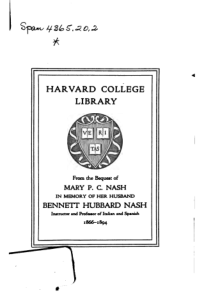 Span 4865.20.2
*
HARVARD COLLEGE
LIBRARY
VE RI
TAS
From the Bequest of
MARY P. C. NASH
IN MEMORY OF HER HUSBAND
BENNETT HUBBARD NASH
Instructor and Professor of Italian and Spanish
1866-1894